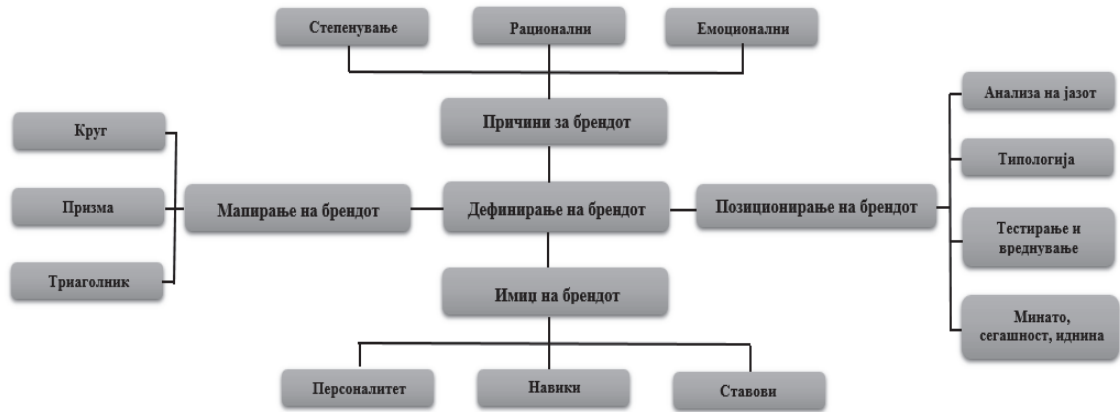 Степенување
Рационални
Емоционални
Причини за брендот
Анализа на јазот
Круг
Типологија
Призма
Мапирање на брендот
Дефинирање на брендот
Позиционирање на брендот
Тестирање и
вреднување
Триаголник
Имиџ на брендот
Минато,
сегашност, иднина
Персоналитет
Навики
Ставови